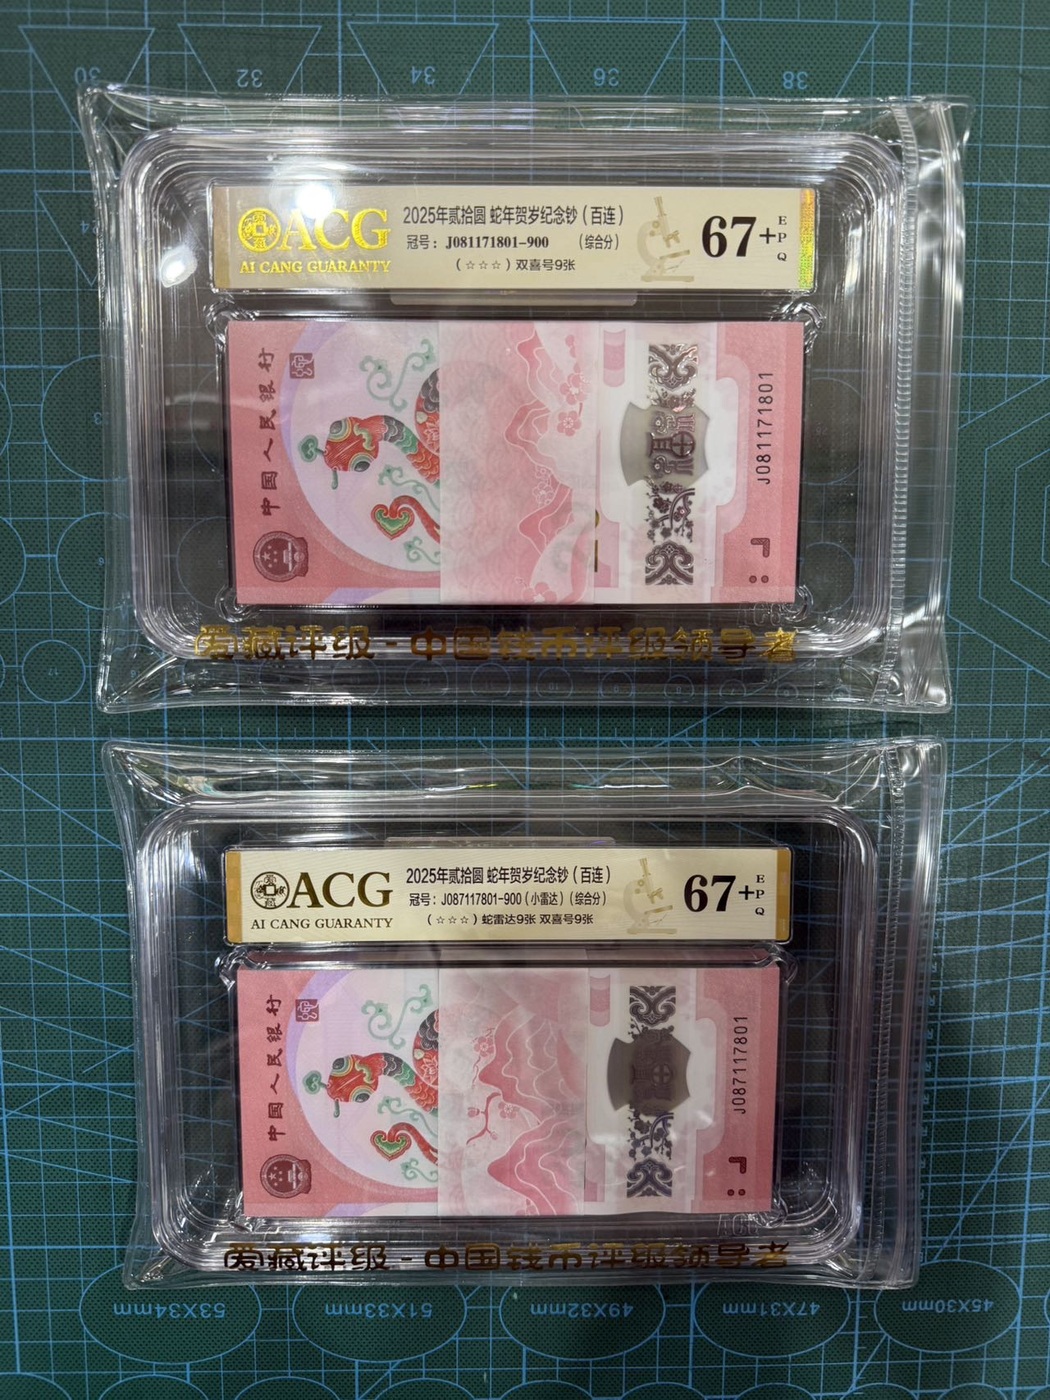 30
32
34
36
38
ACG
AI CANG GUARANTY
2025年贰拾圆 蛇年贺岁纪念钞(百连)
冠号: J081171801-900 (综合分)
(☆☆☆) 双喜号9张
67+
EPQ
中国人民银行
J081171801
爱藏评级-中国钱币评级领导者
ACG
AI CANG GUARANTY
2025年贰拾圆 蛇年贺岁纪念钞(百连)
冠号: J087117801-900 (小雷达) (综合分)
(☆☆☆) 蛇雷达9张 双喜号9张
67+
EPQ
中国人民银行
J087117801
爱藏评级-中国钱币评级领导者
53X34mm
51X33mm
49X32mm
47X31mm
45X30mm